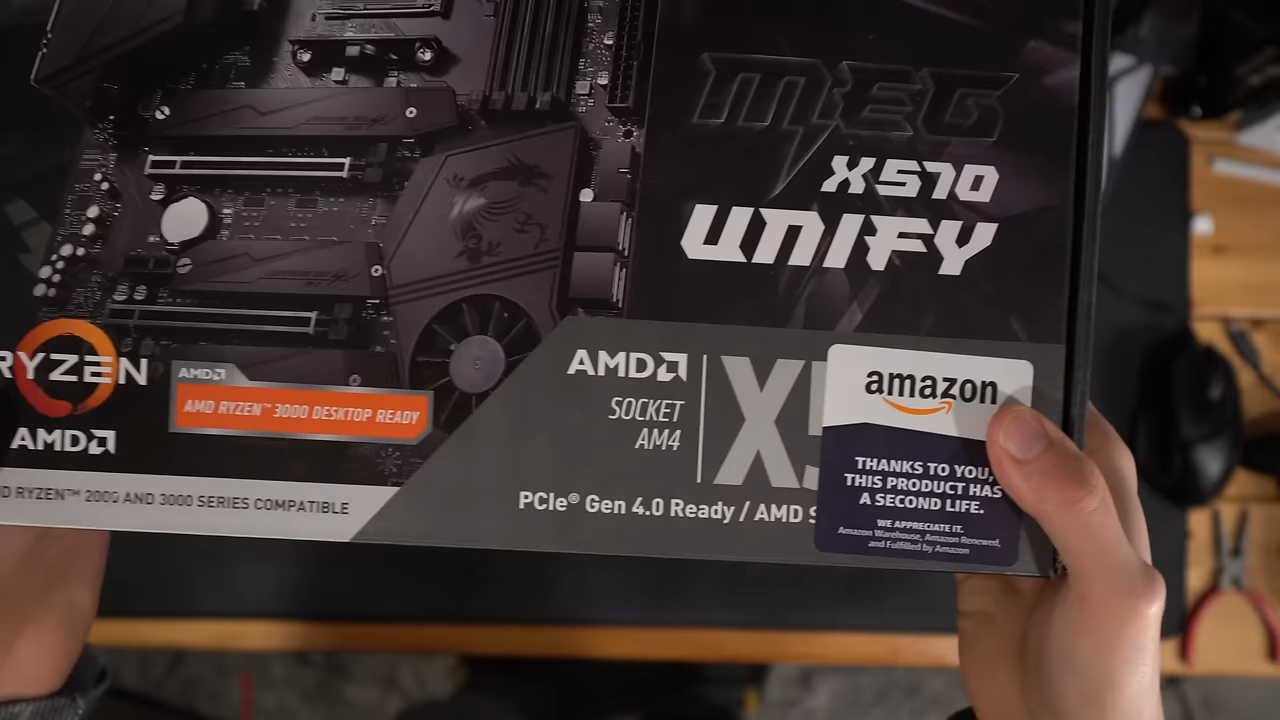 MEG
X570
UNIFY
RYZEN
AMD
AMD
AMD RYZEN™ 3000 DESKTOP READY
AMD
SOCKET
AM4
X5
RYZEN™ 2000 AND 3000 SERIES COMPATIBLE
PCIe® Gen 4.0 Ready / AMD S
amazon
THANKS TO YOU,
THIS PRODUCT HAS
A SECOND LIFE.
WE APPRECIATE IT.
Amazon Warehouse, Amazon Renewed,
and Fulfilled by Amazon